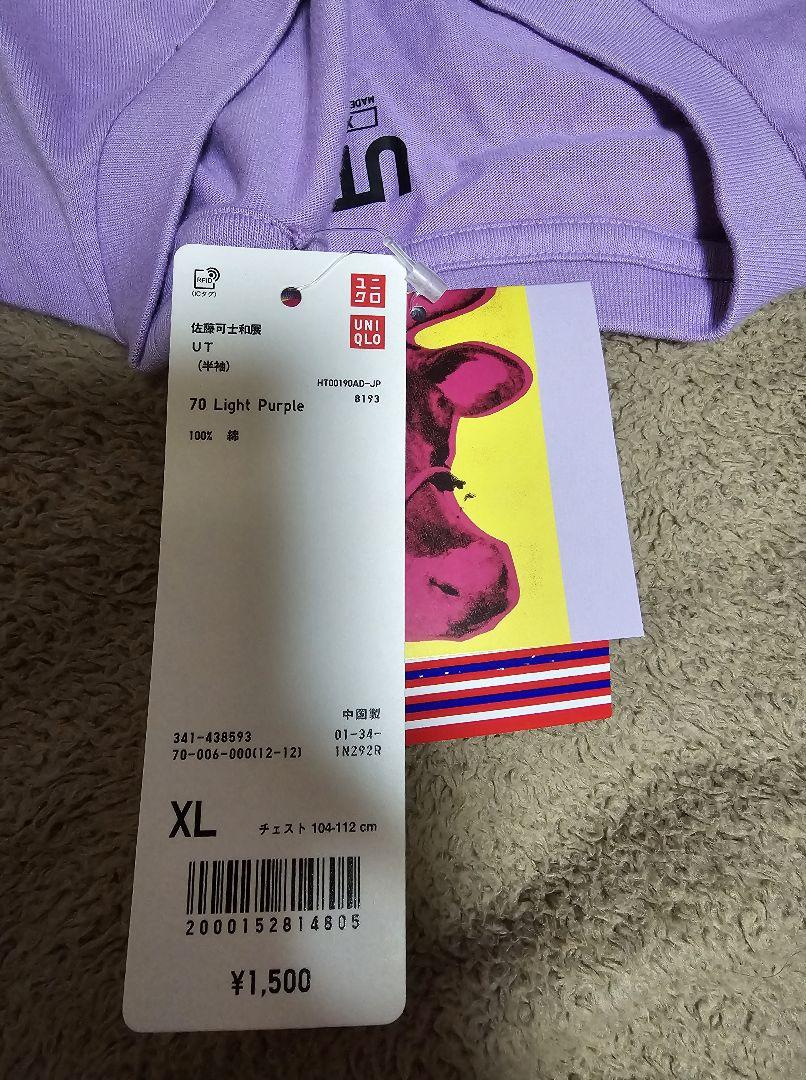 UT
MADE
RFID
(ICタグ)
ユニ
クロ
UNI
QLO
佐藤可士和展
UT
(半袖)
HT00190AD-JP
8193
70 Light Purple
100% 綿
中国製
341-438593
01-34-
70-006-000(12-12)
1N292R
XL
チェスト 104-112 cm
2000152814805
¥1,500